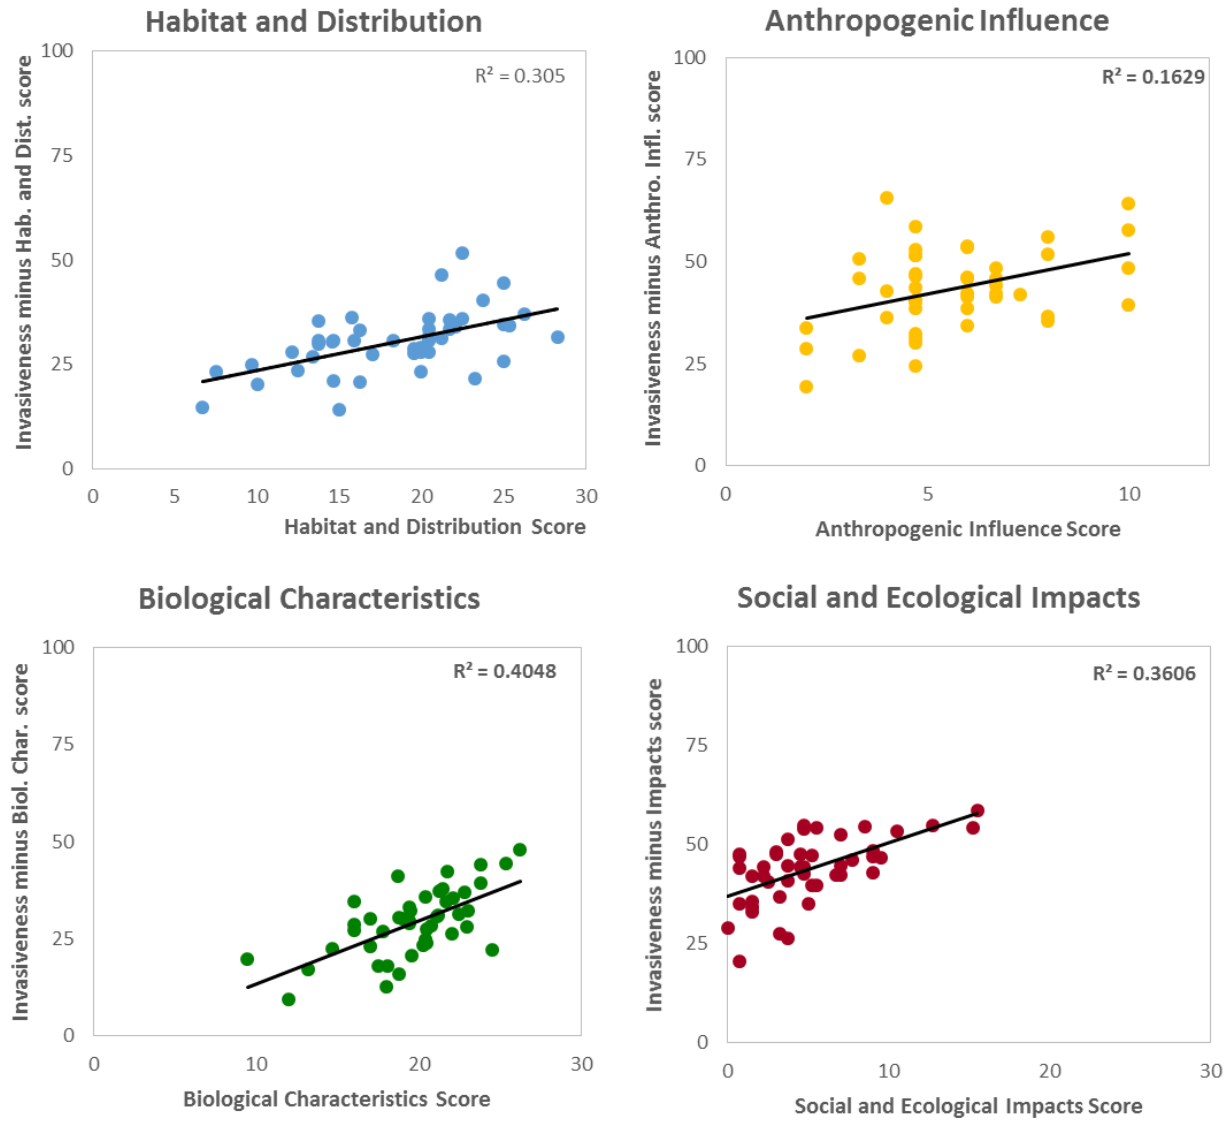 Habitat and Distribution
Invasiveness minus Hab. and Dist. score
100
75
50
25
0
R² = 0.305
0 5 10 15 20 25 30
Habitat and Distribution Score
Anthropogenic Influence
Invasiveness minus Anthro. Infl. score
100
75
50
25
0
R² = 0.1629
0 5 10
Anthropogenic Influence Score
Biological Characteristics
Invasiveness minus Biol. Char. score
100
75
50
25
0
R² = 0.4048
0 10 20 30
Biological Characteristics Score
Social and Ecological Impacts
Invasiveness minus Impacts score
100
75
50
25
0
R² = 0.3606
0 10 20 30
Social and Ecological Impacts Score